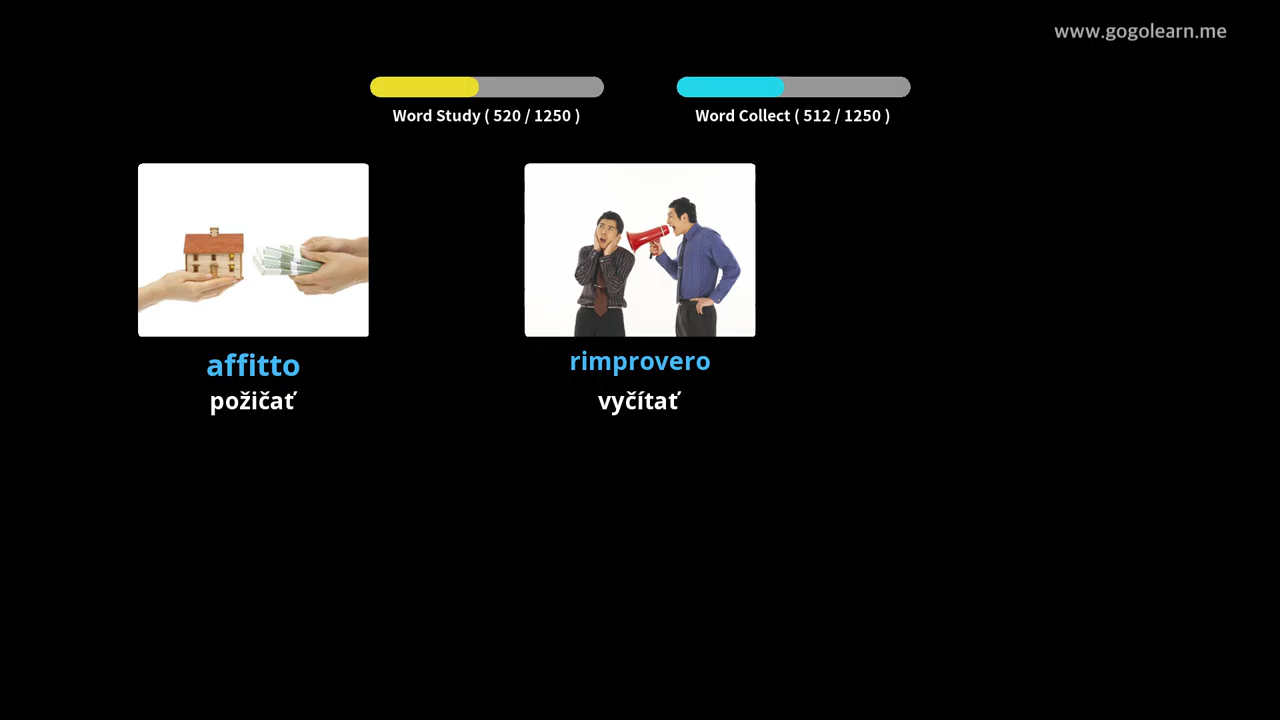 www.gogolearn.me
Word Study ( 520 / 1250 )
Word Collect ( 512 / 1250 )
affitto
požičať
rimprovero
vyčítať